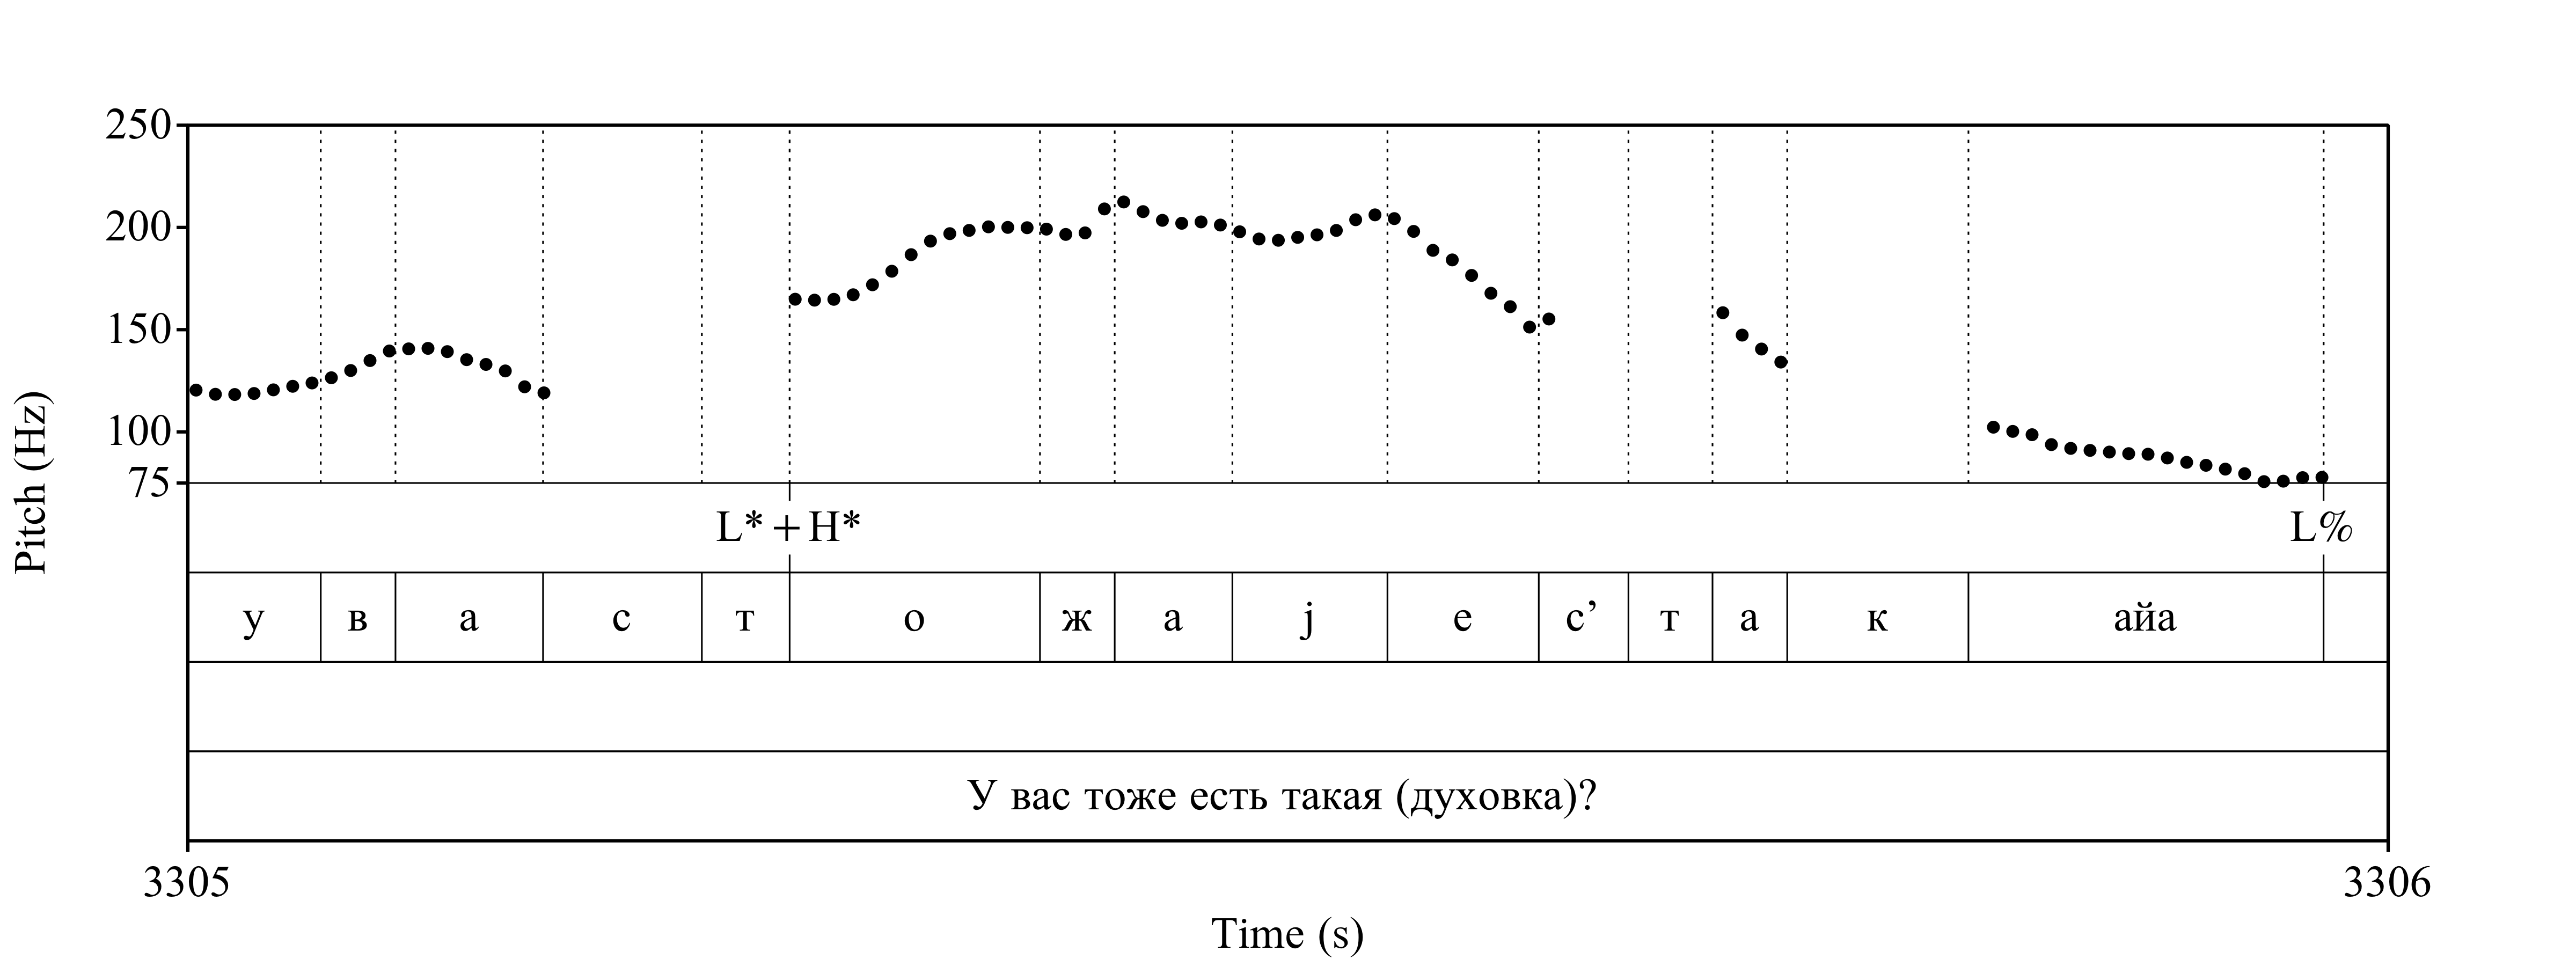 250
200
150
100
75
Pitch (Hz)
L* + H* L%
у в а с т о ж а j е с’ т а к айа
У вас тоже есть такая (духовка)?
3305 3306
Time (s)